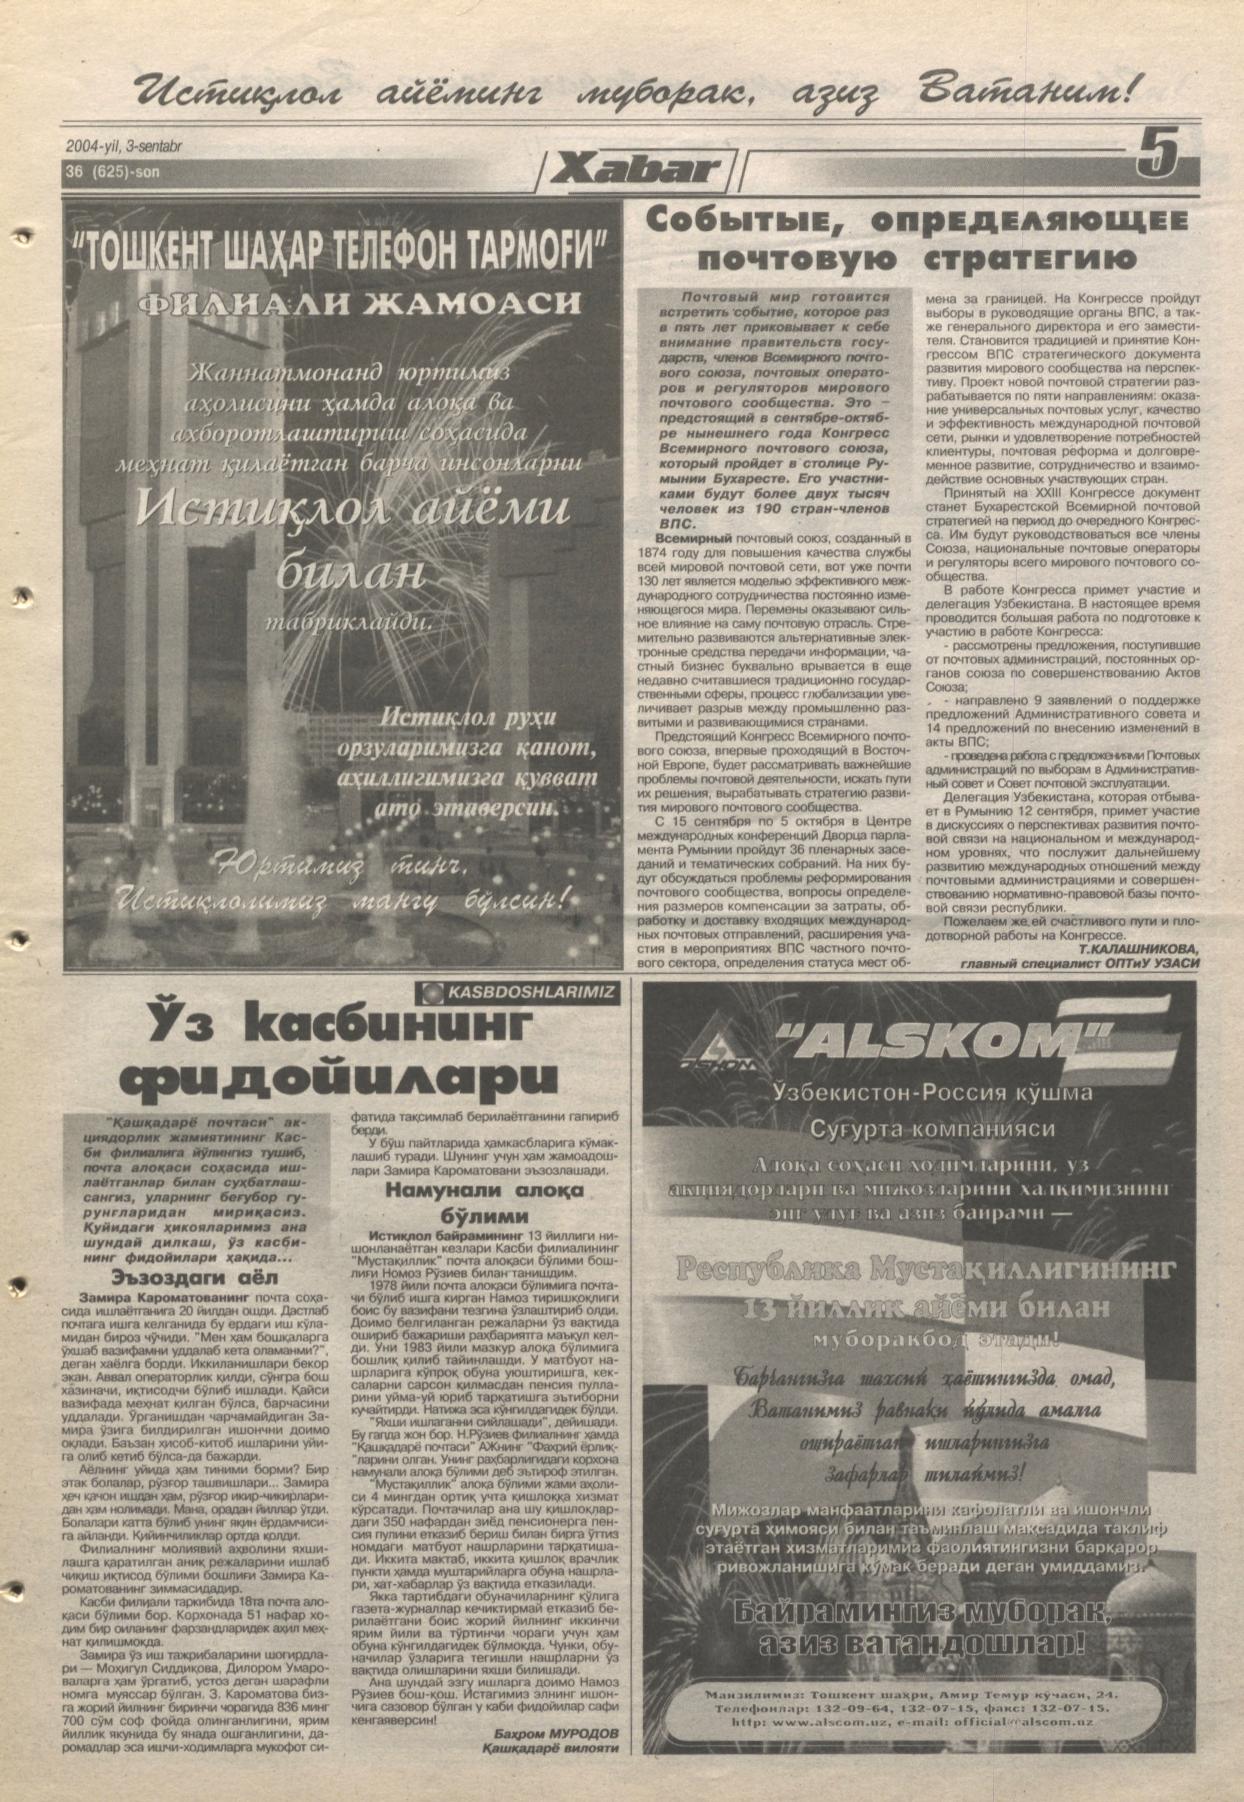 Истиқлол айёминг муборак, азиз Ватаним!
2004-yil, 3-sentabr
36 (625)-son
Xabar
5
"ТОШКЕНТ ШАҲАР ТЕЛЕФОН ТАРМОҒИ"
ФИЛИАЛИ ЖАМОАСИ
Жаннатмонанд юртимиз
аҳолисини ҳамда алоқа ва
ахборотлаштириш соҳасида
меҳнат қилаётган барча инсонларни
Истиқлол айёми
билан
табриклайди.
Истиқлол руҳи
орзуларимизга қанот,
аҳиллигимизга қувват
ато этаверсин.
Юртимиз тинч,
Истиқлолимиз мангу бўлсин!
Событые, определяющее
почтовую стратегию
Почтовый мир готовится
встретить событие, которое раз
в пять лет приковывает к себе
внимание правительств госу-
дарств, членов Всемирного почто-
вого союза, почтовых операто-
ров и регуляторов мирового
почтового сообщества. Это –
предстоящий в сентябре-октяб-
ре нынешнего года Конгресс
Всемирного почтового союза,
который пройдет в столице Ру-
мынии Бухаресте. Его участни-
ками будут более двух тысяч
человек из 190 стран-членов
ВПС.
Всемирный почтовый союз, созданный в
1874 году для повышения качества службы
всей мировой почтовой сети, вот уже почти
130 лет является моделью эффективного меж-
дународного сотрудничества постоянно изме-
няющегося мира. Перемены оказывают силь-
ное влияние на саму почтовую отрасль. Стре-
мительно развиваются альтернативные элек-
тронные средства передачи информации, ча-
стный бизнес буквально врывается в еще
недавно считавшиеся традиционно государ-
ственными сферы, процесс глобализации уве-
личивает разрыв между промышленно раз-
витыми и развивающимися странами.
Предстоящий Конгресс Всемирного почто-
вого союза, впервые проходящий в Восточ-
ной Европе, будет рассматривать важнейшие
проблемы почтовой деятельности, искать пути
их решения, вырабатывать стратегию разви-
тия мирового почтового сообщества.
С 15 сентября по 5 октября в Центре
международных конференций Дворца парла-
мента Румынии пройдут 36 пленарных засе-
даний и тематических собраний. На них бу-
дут обсуждаться проблемы реформирования
почтового сообщества, вопросы определе-
ния размеров компенсации за затраты, об-
работку и доставку входящих международ-
ных почтовых отправлений, расширения уча-
стия в мероприятиях ВПС частного почто-
вого сектора, определения статуса мест об-
мена за границей. На Конгрессе пройдут
выборы в руководящие органы ВПС, а так-
же генерального директора и его замести-
теля. Становится традицией и принятие Кон-
грессом ВПС стратегического документа
развития мирового сообщества на перспек-
тиву. Проект новой почтовой стратегии раз-
рабатывается по пяти направлениям: оказа-
ние универсальных почтовых услуг, качество
и эффективность международной почтовой
сети, рынки и удовлетворение потребностей
клиентуры, почтовая реформа и долговре-
менное развитие, сотрудничество и взаимо-
действие основных участвующих стран.
Принятый на XXIII Конгрессе документ
станет Бухарестской Всемирной почтовой
стратегией на период до очередного Конгрес-
са. Им будут руководствоваться все члены
Союза, национальные почтовые операторы
и регуляторы всего мирового почтового со-
общества.
В работе Конгресса примет участие и
делегация Узбекистана. В настоящее время
проводится большая работа по подготовке к
участию в работе Конгресса:
- рассмотрены предложения, поступившие
от почтовых администраций, постоянных ор-
ганов союза по совершенствованию Актов
Союза;
- направлено 9 заявлений о поддержке
предложений Административного совета и
14 предложений по внесению изменений в
акты ВПС;
- проведена работа с предложениями Почтовых
администраций по выборам в Административ-
ный совет и Совет почтовой эксплуатации.
Делегация Узбекистана, которая отбыва-
ет в Румынию 12 сентября, примет участие
в дискуссиях о перспективах развития почто-
вой связи на национальном и международ-
ном уровнях, что послужит дальнейшему
развитию международных отношений между
почтовыми администрациями и совершен-
ствованию нормативно-правовой базы почто-
вой связи республики.
Пожелаем же ей счастливого пути и пло-
дотворной работы на Конгрессе.
Т.КАЛАШНИКОВА,
главный специалист ОПТиУ УЗАСИ
KASBDOSHLARIMIZ
Ўз касбининг
фидойилари
"Қашқадарё почтаси" ак-
циядорлик жамиятининг Кас-
би филиалига йўлингиз тушиб,
почта алоқаси соҳасида иш-
лаётганлар билан суҳбатлаш-
сангиз, уларнинг беғубор гу-
рунгларидан мириқасиз.
Қуйидаги ҳикояларимиз ана
шундай дилкаш, ўз касби-
нинг фидойилари ҳақида...
Эъзоздаги аёл
Замира Кароматованинг почта соҳа-
сида ишлаётганига 20 йилдан ошди. Дастлаб
почтага ишга келганида бу ердаги иш кўла-
мидан бироз чўчиди. "Мен ҳам бошқаларга
ўхшаб вазифамни уддалаб кета оламанми?",
деган хаёлга борди. Иккиланишлари бекор
экан. Аввал операторлик қилди, сўнгра бош
хазиначи, иқтисодчи бўлиб ишлади. Қайси
вазифада меҳнат қилган бўлса, барчасини
уддалади. Ўрганишдан чарчамайдиган За-
мира ўзига билдирилган ишончни доимо
оқлади. Баъзан ҳисоб-китоб ишларини уйи-
га олиб кетиб бўлса-да бажарди.
Аёлнинг уйида ҳам тиними борми? Бир
этак болалар, рўзғор ташвишлари... Замира
ҳеч қачон ишдан ҳам, рўзғор икир-чикирлари-
дан ҳам нолимади. Мана, орадан йиллар ўтди.
Болалари катта бўлиб унинг яқин ёрдамчиси-
га айланди. Қийинчиликлар ортда қолди.
Филиалнинг молиявий аҳволини яхши-
лашга қаратилган аниқ режаларини ишлаб
чиқиш иқтисод бўлими бошлиғи Замира Ка-
роматованинг зиммасидадир.
Касби филиали таркибида 18та почта ало-
қаси бўлими бор. Корхонада 51 нафар хо-
дим бир оиланинг фарзандларидек аҳил меҳ-
нат қилишмоқда.
Замира ўз иш тажрибаларини шогирдла-
ри — Моҳигул Сиддиқова, Дилором Умаро-
валарга ҳам ўргатиб, устоз деган шарафли
номга муяссар бўлган. З. Кароматова биз-
га жорий йилнинг биринчи чорагида 836 минг
700 сўм соф фойда олинганлигини, ярим
йиллик якунида бу янада ошганлигини, да-
ромадлар эса ишчи-ходимларга мукофот си-
фатида тақсимлаб берилаётганини гапириб
берди.
У бўш пайтларида ҳамкасбларига кўмак-
лашиб туради. Шунинг учун ҳам жамоадош-
лари Замира Кароматовани эъзозлашади.
Намунали алоқа
бўлими
Истиқлол байрамининг 13 йиллиги ни-
шонланаётган кезлари Касби филиалининг
"Мустақиллик" почта алоқаси бўлими бош-
лиғи Номоз Рўзиев билан танишдим.
1978 йили почта алоқаси бўлимига почта-
чи бўлиб ишга кирган Намоз тиришқоқлиги
боис бу вазифани тезгина ўзлаштириб олди.
Доимо белгиланган режаларни ўз вақтида
ошириб бажариши раҳбариятга маъқул кел-
ди. Уни 1983 йили мазкур алоқа бўлимига
бошлиқ қилиб тайинлашди. У матбуот на-
шрларига кўпроқ обуна уюштиришга, кек-
саларни сарсон қилмасдан пенсия пулла-
рини уйма-уй юриб тарқатишга эътиборни
кучайтирди. Натижа эса кўнгилдагидек бўлди.
"Яхши ишлаганни сийлашади", дейишади.
Бу гапда жон бор. Н.Рўзиев филиалнинг ҳамда
"Қашқадарё почтаси" АЖнинг "Фахрий ёрлиқ-
"ларини олган. Унинг раҳбарлигидаги корхона
намунали алоқа бўлими деб эътироф этилган.
"Мустақиллик" алоқа бўлими жами аҳоли-
си 4 мингдан ортиқ учта қишлоққа хизмат
кўрсатади. Почтачилар ана шу қишлоқлар-
даги 350 нафардан зиёд пенсионерга пен-
сия пулини етказиб бериш билан бирга ўттиз
номдаги матбуот нашрларини тарқатиша-
ди. Иккита мактаб, иккита қишлоқ врачлик
пункти ҳамда муштарийларга обуна нашрла-
ри, хат-хабарлар ўз вақтида етказилади.
Якка тартибдаги обуначиларнинг қўлига
газета-журналлар кечиктирмай етказиб бе-
рилаётгани боис жорий йилнинг иккинчи
ярим йили ва тўртинчи чораги учун ҳам
обуна кўнгилдагидек бўлмоқда. Чунки, обу-
начилар ўзларига тегишли нашрларни ўз
вақтида олишларини яхши билишади.
Ана шундай эзгу ишларга доимо Намоз
Рўзиев бош-қош. Истагимиз элнинг ишон-
чига сазовор бўлган у каби фидойилар сафи
кенгаяверсин!
Баҳром МУРОДОВ
Қашқадарё вилояти
"ALSKOM"
Ўзбекистон-Россия қўшма
Суғурта компанияси
Алоқа соҳаси ходимларини, уз
акциядорлари ва мижозларини халқимизнинг
энг улуғ ва азиз байрами —
Республика Мустақиллигининг
13 йиллик айёми билан
муборакбод этади!
Барчангизга шахсий ҳаётингизда омад,
Ватанимиз равнақи йўлида амалга
ошираётган ишларингизга
зафарлар тилаймиз!
Мижозлар манфаатларини кафолатли ва ишончли
суғурта ҳимояси билан таъминлаш мақсадида таклиф
этаётган хизматларимиз фаолиятингизни барқарор
ривожланишига кўмак беради деган умиддамиз.
Байрамингиз муборак,
азиз ватандошлар!
Манзилимиз: Тошкент шаҳри, Амир Темур кўчаси, 24.
Телефонлар: 132-09-64, 132-07-15, факс: 132-07-15.
http: www.alscom.uz, e-mail: official@alscom.uz